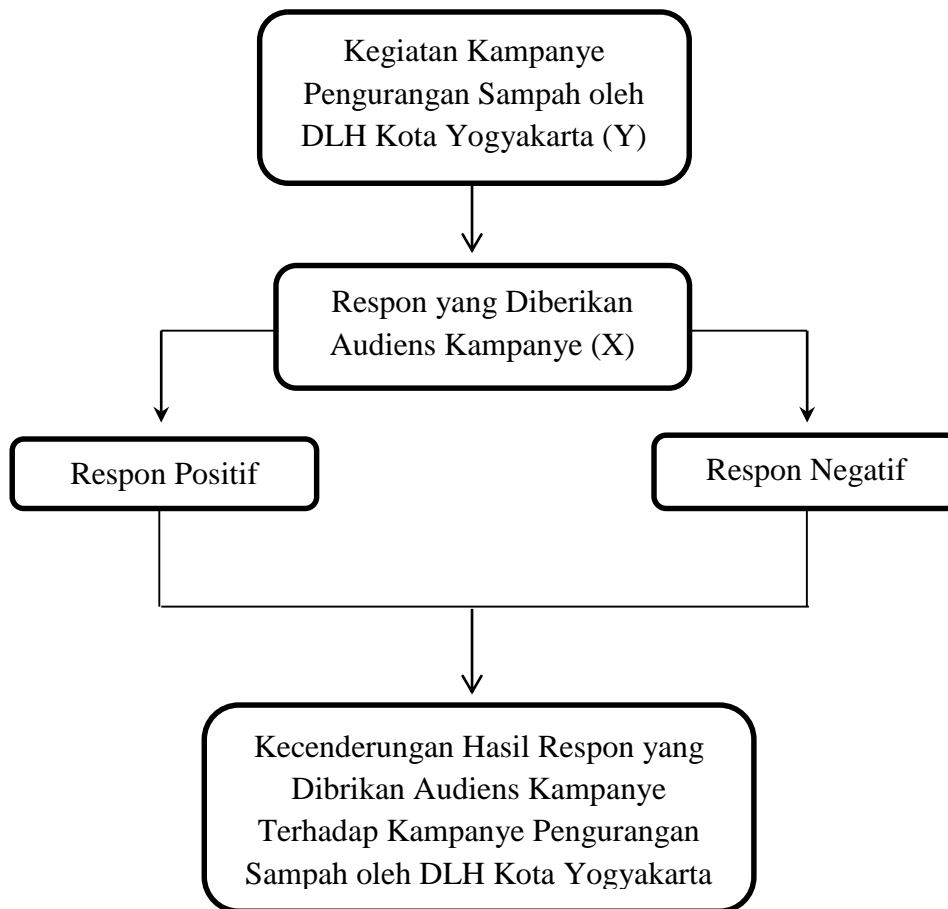 Kegiatan Kampanye
Pengurangan Sampah oleh
DLH Kota Yogyakarta (Y)
Respon yang Diberikan
Audiens Kampanye (X)
Respon Positif
Respon Negatif
Kecenderungan Hasil Respon yang
Dibrikan Audiens Kampanye
Terhadap Kampanye Pengurangan
Sampah oleh DLH Kota Yogyakarta